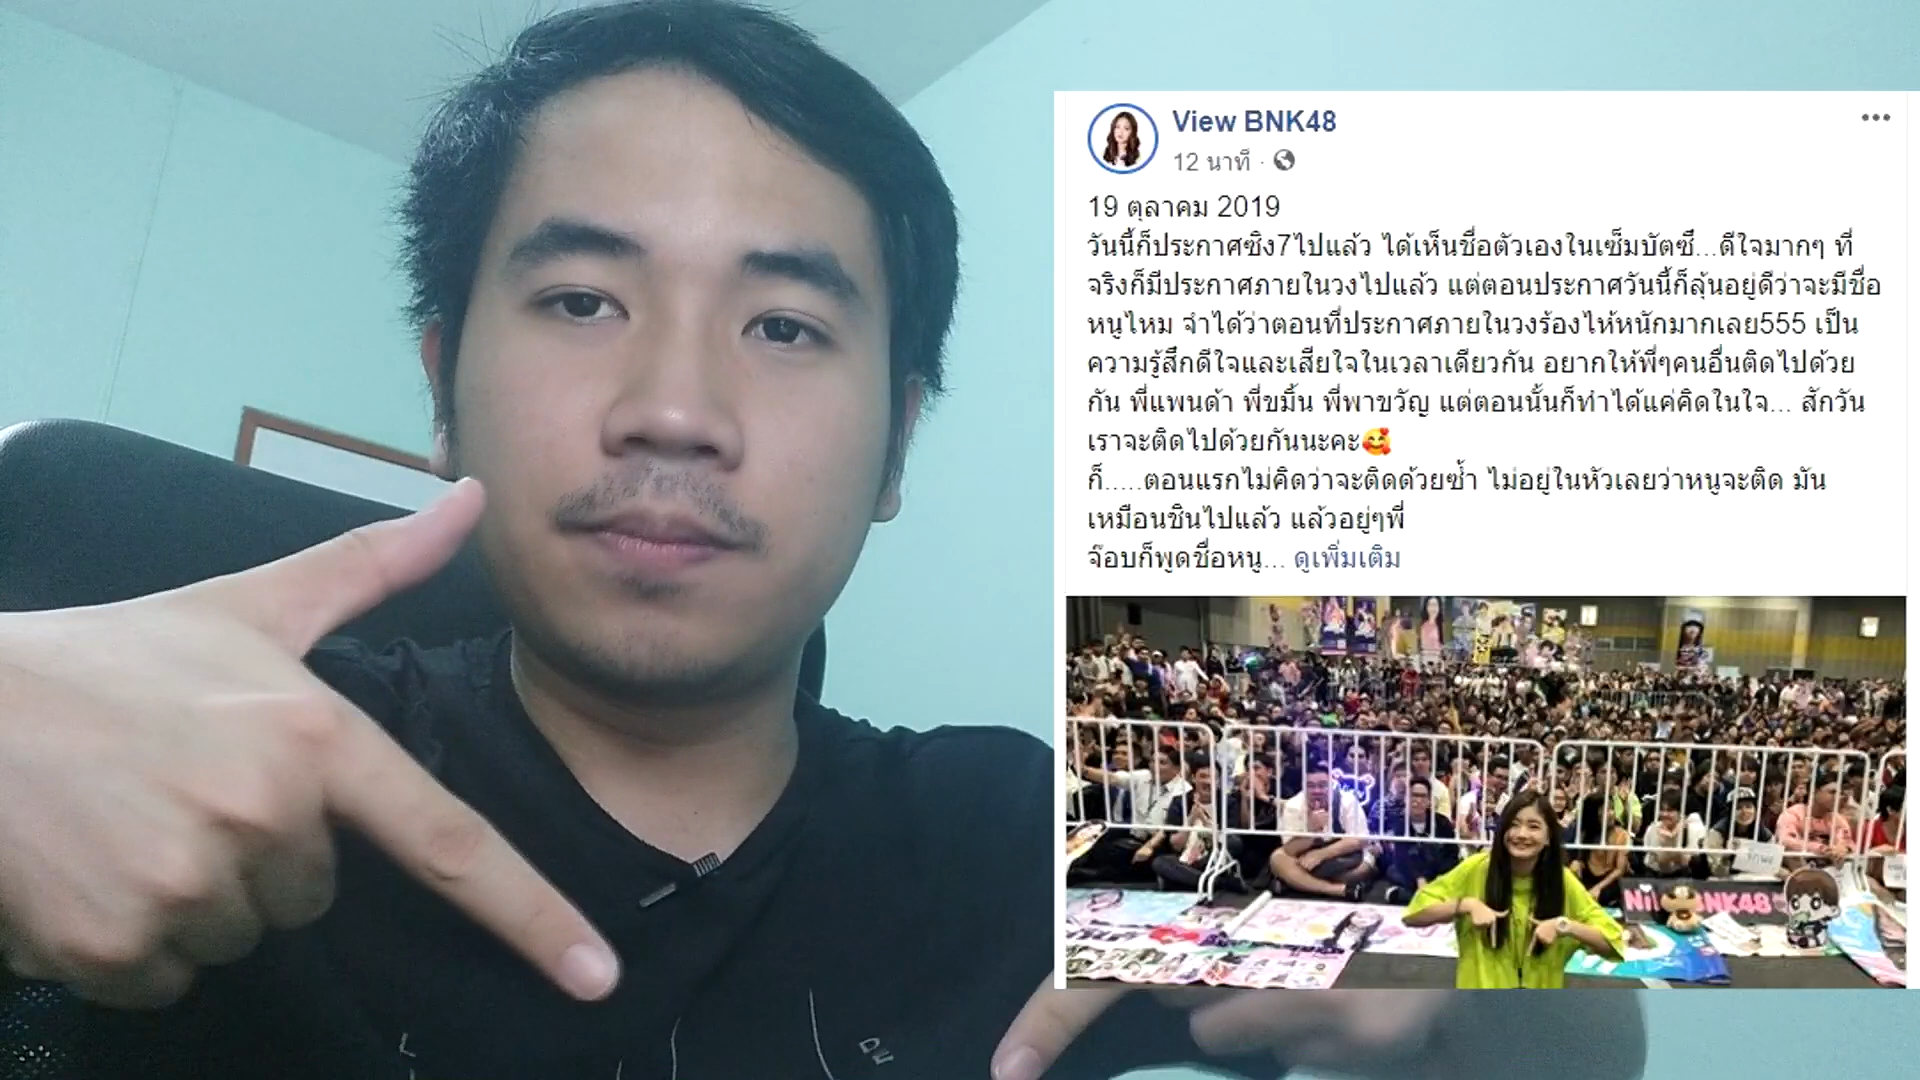 View BNK48
12 นาที ·
19 ตุลาคม 2019
วันนี้ก็ประกาศซิง7ไปแล้ว ได้เห็นชื่อตัวเองในเซ็มบัตซึ...ดีใจมากๆ ที่
จริงก็มีประกาศภายในวงไปแล้ว แต่ตอนประกาศวันนี้ก็ลุ้นอยู่ดีว่าจะมีชื่อ
หนูไหม จำได้ว่าตอนที่ประกาศภายในวงร้องไห้หนักมากเลย555 เป็น
ความรู้สึกดีใจและเสียใจในเวลาเดียวกัน อยากให้พี่ๆคนอื่นติดไปด้วย
กัน พี่แพนด้า พี่ขมิ้น พี่พาขวัญ แต่ตอนนั้นก็ทำได้แค่คิดในใจ... สักวัน
เราจะติดไปด้วยกันนะคะ🥰
ก็.....ตอนแรกไม่คิดว่าจะติดด้วยซ้ำ ไม่อยู่ในหัวเลยว่าหนูจะติด มัน
เหมือนชินไปแล้ว แล้วอยู่ๆพี่
จ๊อบก็พูดชื่อหนู... ดูเพิ่มเติม
BNK48
DE